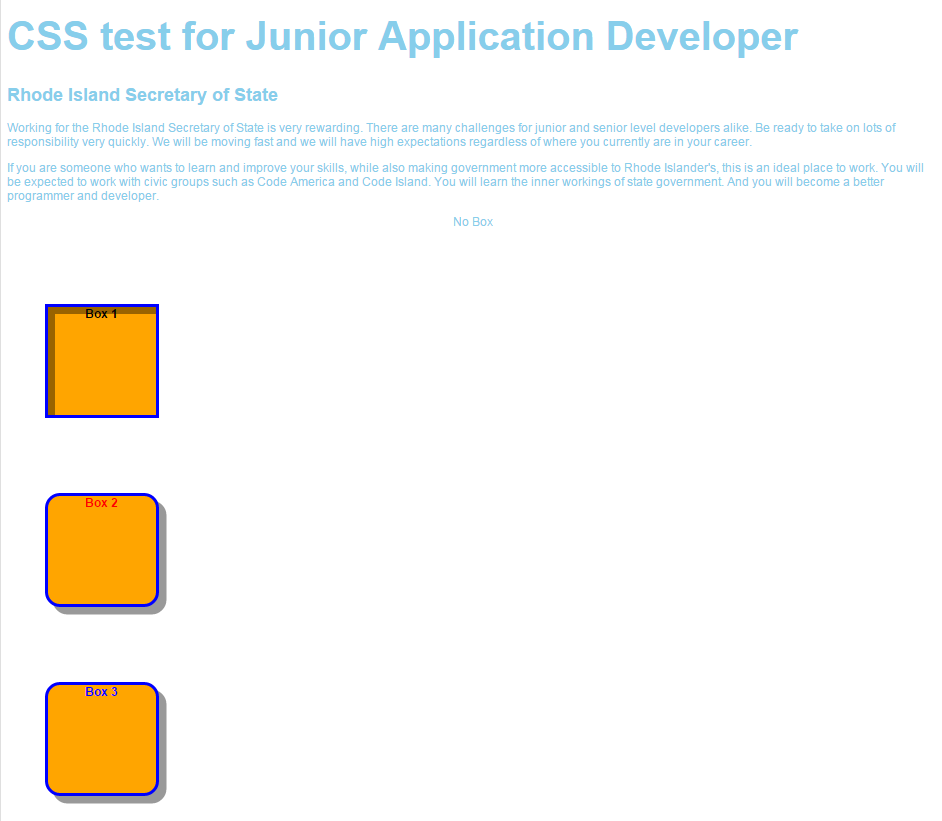 CSS test for Junior Application Developer
Rhode Island Secretary of State
Working for the Rhode Island Secretary of State is very rewarding. There are many challenges for junior and senior level developers alike. Be ready to take on lots of
responsibility very quickly. We will be moving fast and we will have high expectations regardless of where you currently are in your career.
If you are someone who wants to learn and improve your skills, while also making government more accessible to Rhode Islander's, this is an ideal place to work. You will
be expected to work with civic groups such as Code America and Code Island. You will learn the inner workings of state government. And you will become a better
programmer and developer.
No Box
Box 1
Box 2
Box 3